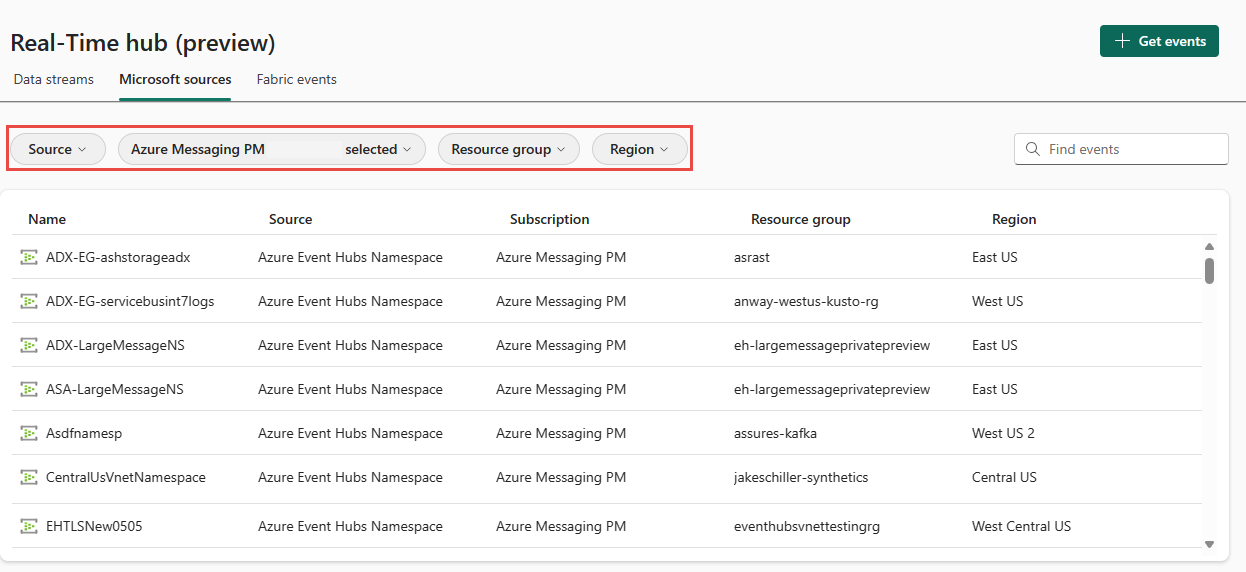 Real-Time hub (preview)
Get events
Data streams Microsoft sources Fabric events
Source Azure Messaging PM selected Resource group Region Find events
Name Source Subscription Resource group Region
ADX-EG-ashstorageadx Azure Event Hubs Namespace Azure Messaging PM asrast East US
ADX-EG-servicebusint7logs Azure Event Hubs Namespace Azure Messaging PM anway-westus-kusto-rg West US
ADX-LargeMessageNS Azure Event Hubs Namespace Azure Messaging PM eh-largemessageprivatepreview East US
ASA-LargeMessageNS Azure Event Hubs Namespace Azure Messaging PM eh-largemessageprivatepreview East US
Asdfnamesp Azure Event Hubs Namespace Azure Messaging PM assures-kafka West US 2
CentralUsVnetNamespace Azure Event Hubs Namespace Azure Messaging PM jakeschiller-synthetics Central US
EHTLSNew0505 Azure Event Hubs Namespace Azure Messaging PM eventhubsvnettestingrg West Central US